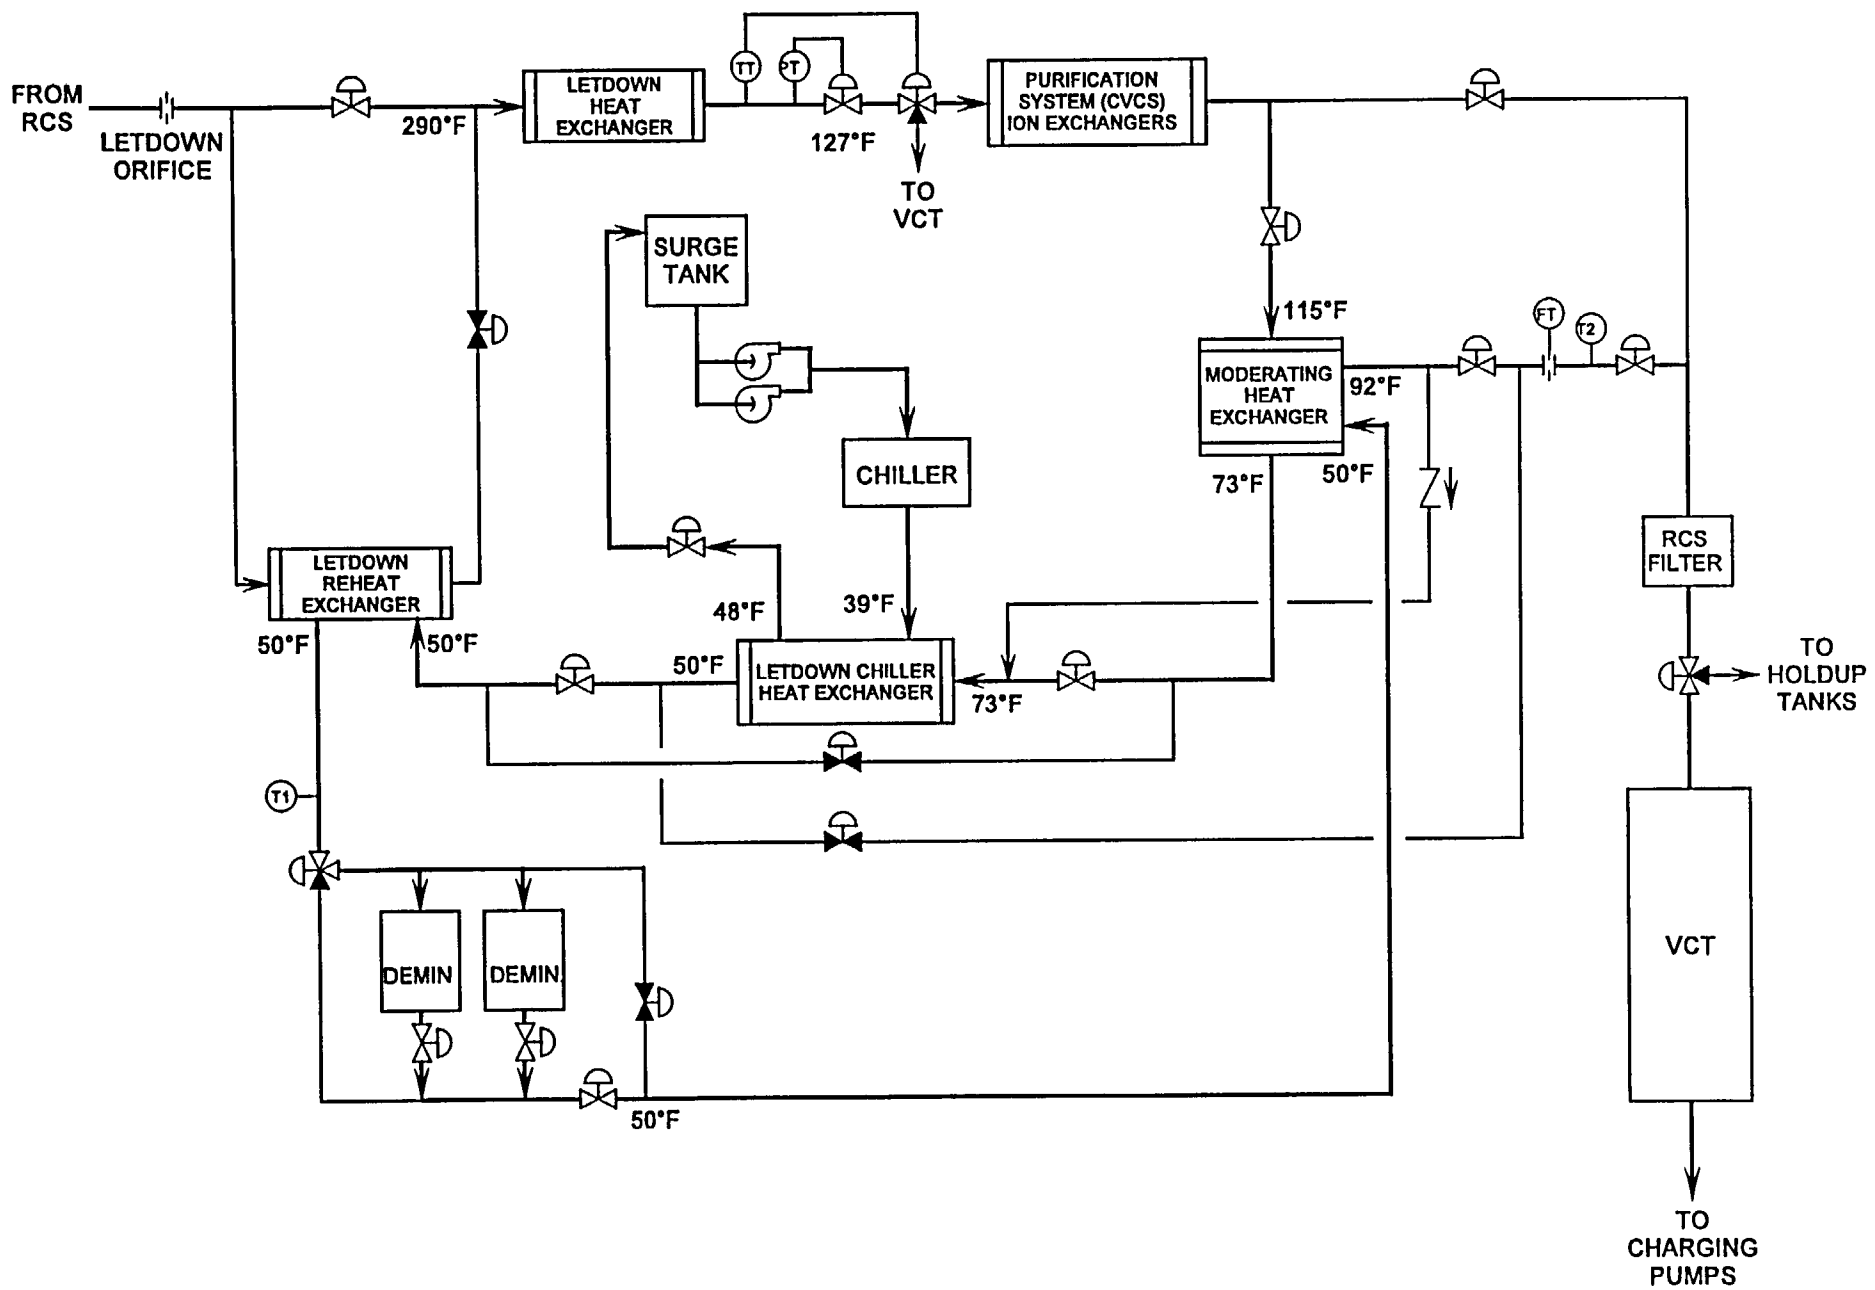 FROM
RCS
LETDOWN
ORIFICE
290°F
LETDOWN
HEAT
EXCHANGER
TT
PT
127°F
TO
VCT
PURIFICATION
SYSTEM (CVCS)
ION EXCHANGERS
SURGE
TANK
115°F
FT
T2
MODERATING
HEAT
EXCHANGER
92°F
73°F
50°F
CHILLER
RCS
FILTER
LETDOWN
REHEAT
EXCHANGER
50°F
50°F
48°F
39°F
50°F
LETDOWN CHILLER
HEAT EXCHANGER
73°F
TO
HOLDUP
TANKS
T1
DEMIN
DEMIN
VCT
50°F
TO
CHARGING
PUMPS